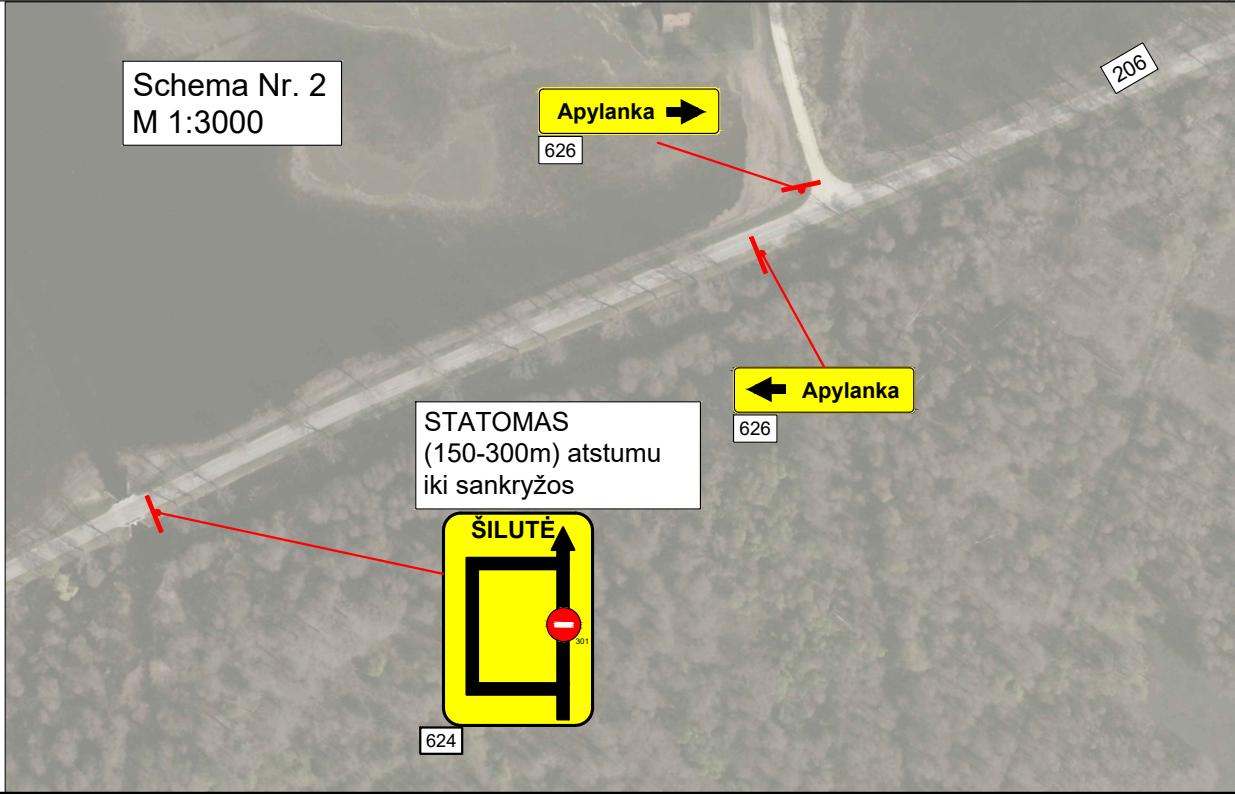 Schema Nr. 2
M 1:3000
206
Apylanka
626
Apylanka
626
STATOMAS
(150-300m) atstumu
iki sankryžos
ŠILUTĖ
301
624